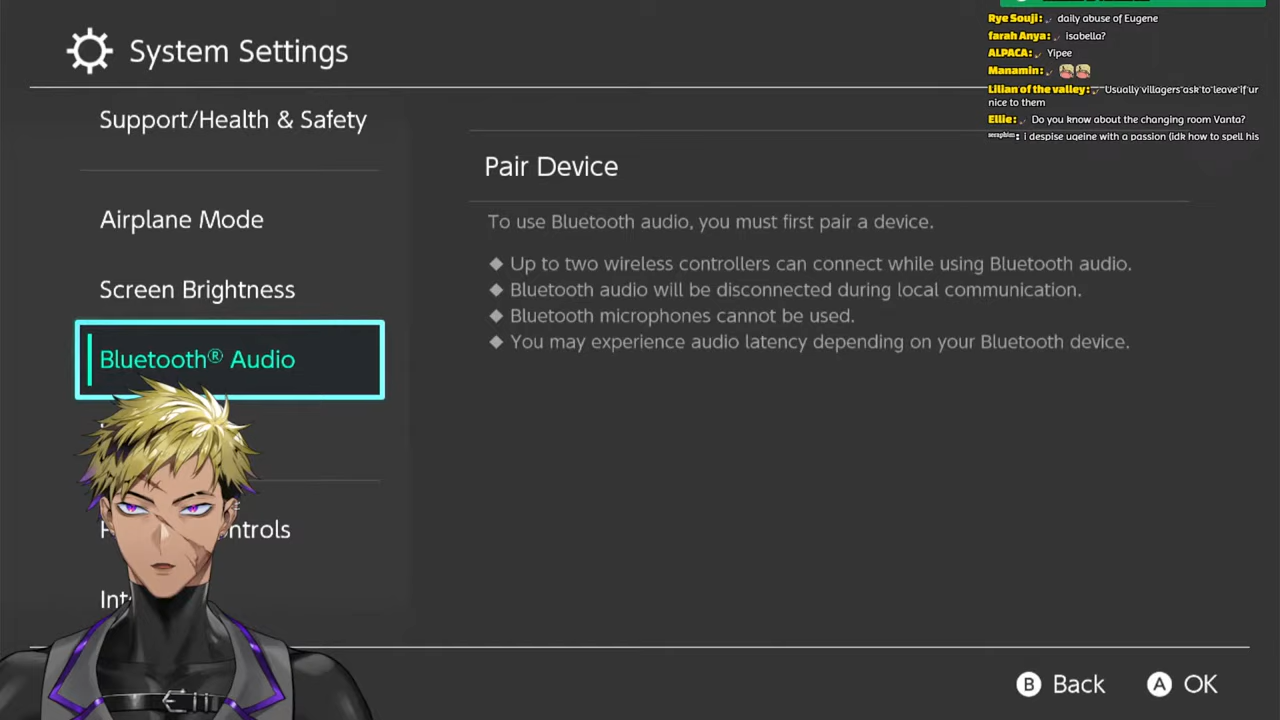 System Settings
Support/Health & Safety
Airplane Mode
Screen Brightness
Bluetooth® Audio
ntrols
Int
Pair Device
To use Bluetooth audio, you must first pair a device.
◆ Up to two wireless controllers can connect while using Bluetooth audio.
◆ Bluetooth audio will be disconnected during local communication.
◆ Bluetooth microphones cannot be used.
◆ You may experience audio latency depending on your Bluetooth device.
Rye Souji: daily abuse of Eugene
farah Anya: isabella?
ALPACA: Yipee
Manamin:
Lilian of the valley: Usually villagers ask to leave if ur
nice to them
Ellie: Do you know about the changing room Vanta?
seraphim: i despise ugeine with a passion (idk how to spell his
B Back
A OK